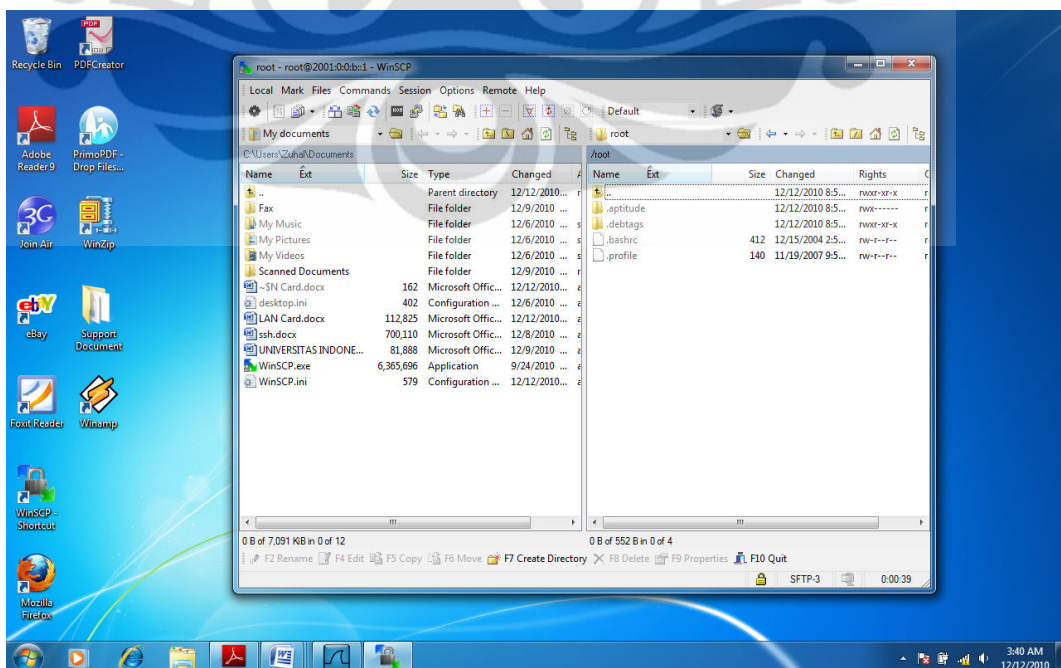 Recycle Bin
PDFCreator
Adobe Reader 9
PrimoPDF - Drop Files...
Join Air
WinZip
eBay
Support Document
Foxit Reader
Winamp
WinSCP - Shortcut
Mozilla Firefox
root - root@2001:0:0:b::1 - WinSCP
Local Mark Files Commands Session Options Remote Help
Default
My documents
root
C:\Users\Zuhal\Documents
/root
Name Ext Size Type Changed
.. Parent directory 12/12/2010...
Fax File folder 12/9/2010 ...
My Music File folder 12/6/2010 ...
My Pictures File folder 12/6/2010 ...
My Videos File folder 12/6/2010 ...
Scanned Documents File folder 12/9/2010 ...
~$N Card.docx 162 Microsoft Offic... 12/12/2010...
desktop.ini 402 Configuration ... 12/6/2010 ...
LAN Card.docx 112,825 Microsoft Offic... 12/12/2010...
ssh.docx 700,110 Microsoft Offic... 12/8/2010 ...
UNIVERSITAS INDONE... 81,888 Microsoft Offic... 12/9/2010 ...
WinSCP.exe 6,365,696 Application 9/24/2010 ...
WinSCP.ini 579 Configuration ... 12/12/2010...
Name Ext Size Changed Rights
.. 12/12/2010 8:5... rwxr-xr-x r
.aptitude 12/12/2010 8:5... rwx------ r
.debtags 12/12/2010 8:5... rwxr-xr-x r
.bashrc 412 12/15/2004 2:5... rw-r--r-- r
.profile 140 11/19/2007 9:5... rw-r--r-- r
0 B of 7,091 KiB in 0 of 12
0 B of 552 B in 0 of 4
F2 Rename F4 Edit F5 Copy F6 Move F7 Create Directory F8 Delete F9 Properties F10 Quit
SFTP-3 0:00:39
3:40 AM
12/12/2010